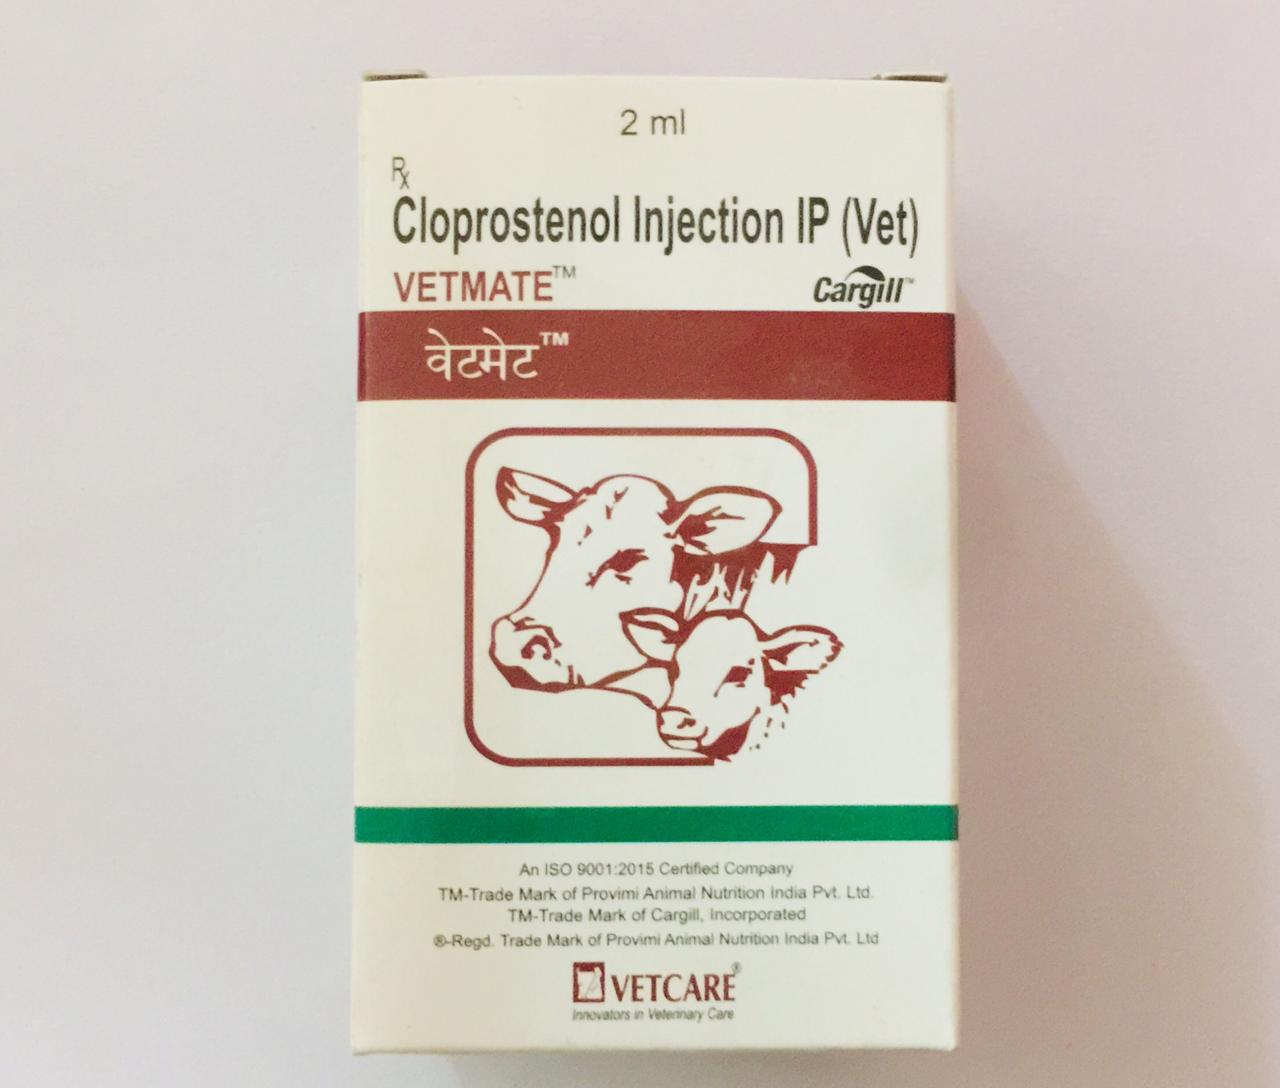 2 ml
Rx
Cloprostenol Injection IP (Vet)
VETMATE™ Cargill™
वेटमेट™
An ISO 9001:2015 Certified Company
TM-Trade Mark of Provimi Animal Nutrition India Pvt. Ltd.
TM-Trade Mark of Cargill, Incorporated
®-Regd. Trade Mark of Provimi Animal Nutrition India Pvt. Ltd
VETCARE®
Innovators in Veterinary Care